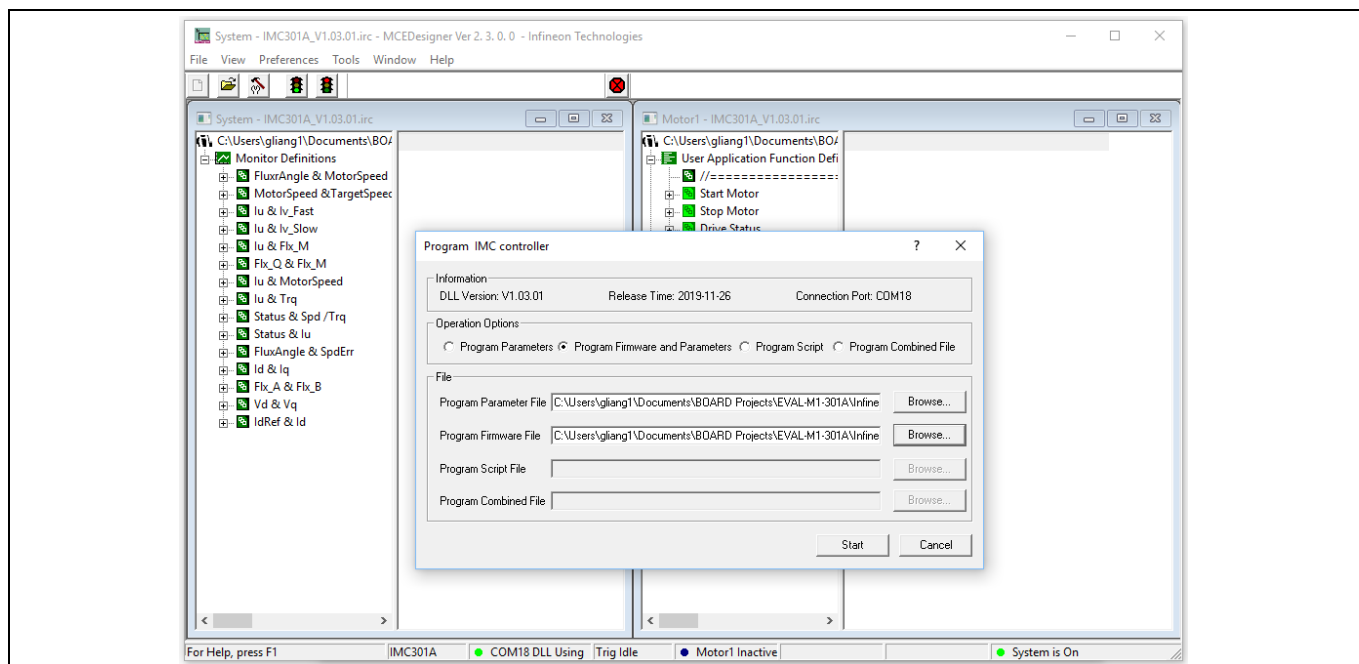 System - IMC301A_V1.03.01.irc - MCEDesigner Ver 2. 3. 0. 0 - Infineon Technologies
File View Preferences Tools Window Help
System - IMC301A_V1.03.01.irc
C:\Users\gliang1\Documents\BOA
Monitor Definitions
FluxrAngle & MotorSpeed
MotorSpeed &TargetSpeed
Iu & Iv_Fast
Iu & Iv_Slow
Iu & Flx_M
Flx_Q & Flx_M
Iu & MotorSpeed
Iu & Trq
Status & Spd /Trq
Status & Iu
FluxAngle & SpdErr
Id & Iq
Flx_A & Flx_B
Vd & Vq
IdRef & Id
Motor1 - IMC301A_V1.03.01.irc
C:\Users\gliang1\Documents\BOA
User Application Function Defi
//================
Start Motor
Stop Motor
Drive Status
Program IMC controller
Information
DLL Version: V1.03.01 Release Time: 2019-11-26 Connection Port: COM18
Operation Options
Program Parameters Program Firmware and Parameters Program Script Program Combined File
File
Program Parameter File C:\Users\gliang1\Documents\BOARD Projects\EVAL-M1-301A\Infine Browse...
Program Firmware File C:\Users\gliang1\Documents\BOARD Projects\EVAL-M1-301A\Infine Browse...
Program Script File Browse...
Program Combined File Browse...
Start Cancel
For Help, press F1 IMC301A COM18 DLL Using Trig Idle Motor1 Inactive System is On